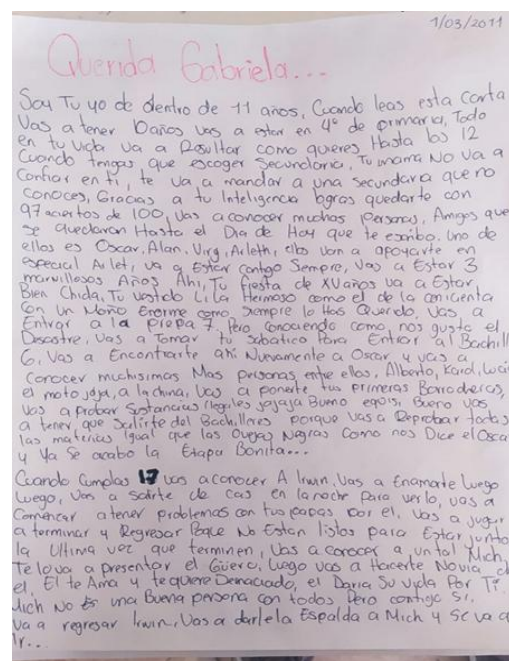 1/03/2011
Querida Gabriela...
Soy Tu yo de dentro de 11 años, Cuando leas esta Carta
Vas a tener 10años vas a estar en 4° de primaria, Todo
en tu vida va a Resultar como quieres Hasta los 12
Cuando tengas que escoger Secundaria, Tu mama No va a
Confiar en ti, te va a mandar a una secundaria que no
conoces, Gracias a tu Inteligencia logras quedarte con
97 aciertos de 100, Vas a conocer muchas personas, Amigos que
se quedaron Hasta el Dia de Hoy que te escribo. Uno de
ellos es Oscar, Alan, Virg, Arleth, ellos van a apoyarte en
especial Arlet, va a Estar contigo Sempre, Vas a Estar 3
marvillosos Años Ahi, Tu fiesta de XV años va a Estar
Bien Chida, Tu vestido Lila Hermoso como el de la cenicienta
Con un Moño Enorme como siempre lo Has Querido, Vas a
Entrar a la prepa 7, Pero Conociendo como nos gusta el
Desastre, Vas a Tomar tu Sabatico Para Entrar al Bachill
6, Vas a Encontrarte ahi Nuevamente a Oscar y vas a
Conocer muchisimas Mas personas entre ellos, Alberto, Karol,
el moto jojo, a la china, Vas a ponerte tus primeras Borracheras,
Vas a probar Sustancias Ilegales jajaja Bueno equis, Bueno vas
a tener que Salirte del Bachilleres porque Vas a Reprobar todas
las materias Igual que las Ovejas Negras Como nos Dice el Oscar
y Ya Se acabo la Etapa Bonita...
Cuando Cumplas 17 vas a conocer A Irwin, Vas a Enamorate Luego
Luego, Vas a Salirte de Cas en la noche Para verlo, vas a
Comenzar a tener problemas con tus papas por el, Vas a jugar
a terminar y Regresar Poque No Estan listos para Estar junto
la Ultima vez que terminen, Vas a conocer a un tal Mich,
Te lo va a presentar el Güero, Luego vas a Hacerte Novia d
el. El te Ama y te quiere Demaciado, el Daria Su vida Por Ti.
Mich No Es una Buena persona con todos Pero contigo Si.
Va a regresar Irwin, Vas a darle la Espalda a Mich y Se va a
Ir...